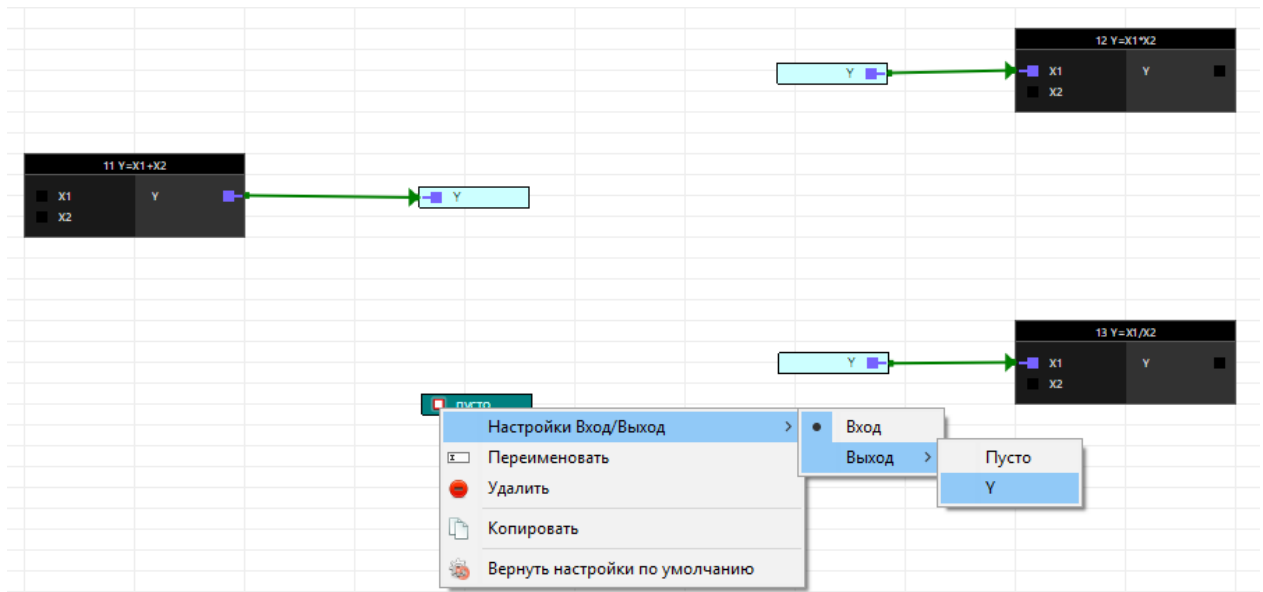 12 Y=X1*X2
Y
X1 Y
X2
11 Y=X1+X2
X1 Y
X2
Y
13 Y=X1/X2
Y
X1 Y
X2
пусто
Настройки Вход/Выход
Вход
Переименовать
Выход
Пусто
Удалить
Y
Копировать
Вернуть настройки по умолчанию